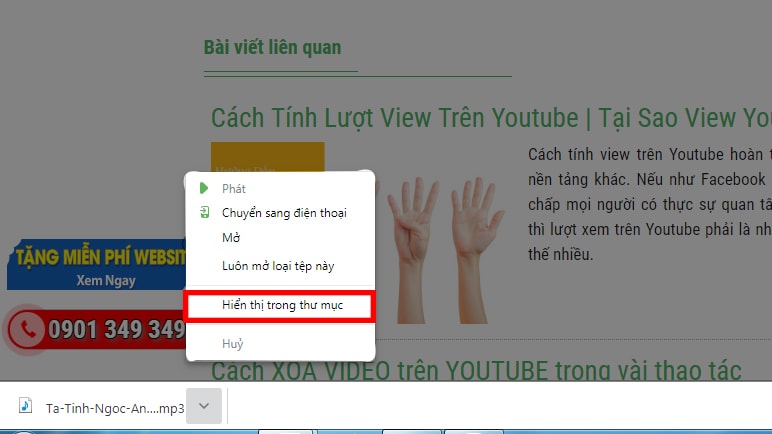 Bài viết liên quan
Cách Tính Lượt View Trên Youtube | Tại Sao View You
Cách tính view trên Youtube hoàn t
nền tảng khác. Nếu như Facebook
chấp mọi người có thực sự quan tâ
thì lượt xem trên Youtube phải là nh
thế nhiều.
Phát
Chuyển sang điện thoại
Mở
Luôn mở loại tệp này
Hiển thị trong thư mục
Huỷ
TẶNG MIỄN PHÍ WEBSIT
Xem Ngay
0901 349 349
Cách XOÁ VIDEO trên YOUTUBE trong vài thao tác
Ta-Tinh-Ngoc-An....mp3